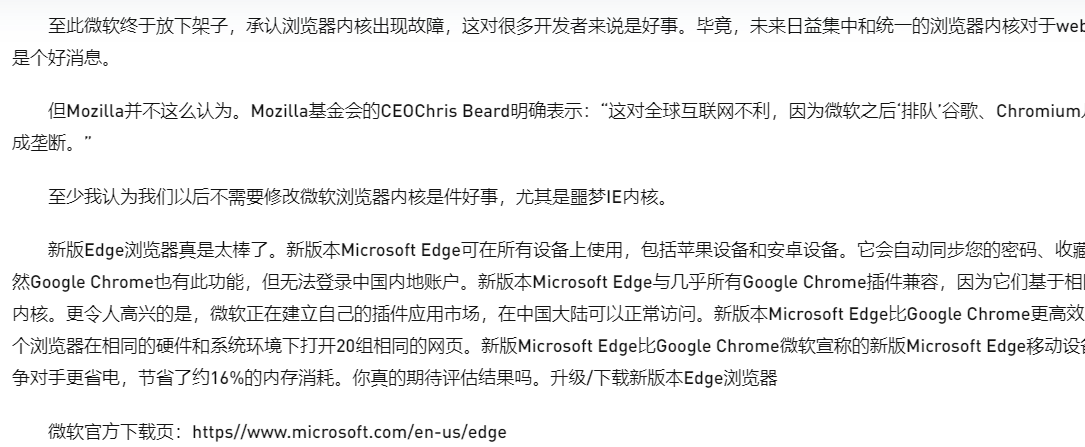 至此微软终于放下架子，承认浏览器内核出现故障，这对很多开发者来说是好事。毕竟，未来日益集中和统一的浏览器内核对于web
是个好消息。
但Mozilla并不这么认为。Mozilla基金会的CEOChris Beard明确表示：“这对全球互联网不利，因为微软之后‘排队’谷歌、Chromium
成垄断。”
至少我认为我们以后不需要修改微软浏览器内核是件好事，尤其是噩梦IE内核。
新版Edge浏览器真是太棒了。新版本Microsoft Edge可在所有设备上使用，包括苹果设备和安卓设备。它会自动同步您的密码、收藏
然Google Chrome也有此功能，但无法登录中国内地账户。新版本Microsoft Edge与几乎所有Google Chrome插件兼容，因为它们基于相
内核。更令人高兴的是，微软正在建立自己的插件应用市场，在中国大陆可以正常访问。新版本Microsoft Edge比Google Chrome更高效
个浏览器在相同的硬件和系统环境下打开20组相同的网页。新版Microsoft Edge比Google Chrome微软宣称的新版Microsoft Edge移动设备
争对手更省电，节省了约16%的内存消耗。你真的期待评估结果吗。升级/下载新版本Edge浏览器
微软官方下载页：https//www.microsoft.com/en-us/edge